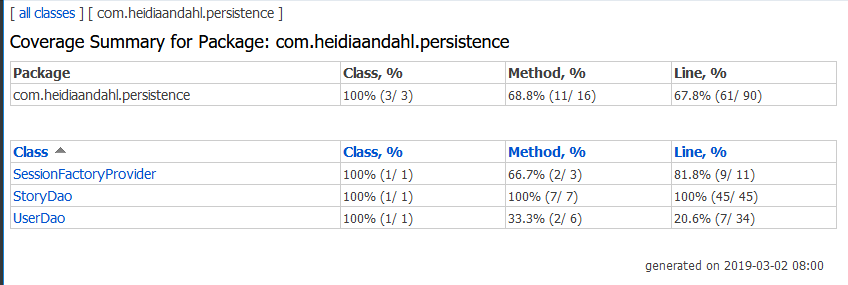 [ all classes ] [ com.heidiaandahl.persistence ]
Coverage Summary for Package: com.heidiaandahl.persistence
Package Class, % Method, % Line, %
com.heidiaandahl.persistence 100% (3/ 3) 68.8% (11/ 16) 67.8% (61/ 90)
Class Class, % Method, % Line, %
SessionFactoryProvider 100% (1/ 1) 66.7% (2/ 3) 81.8% (9/ 11)
StoryDao 100% (1/ 1) 100% (7/ 7) 100% (45/ 45)
UserDao 100% (1/ 1) 33.3% (2/ 6) 20.6% (7/ 34)
generated on 2019-03-02 08:00